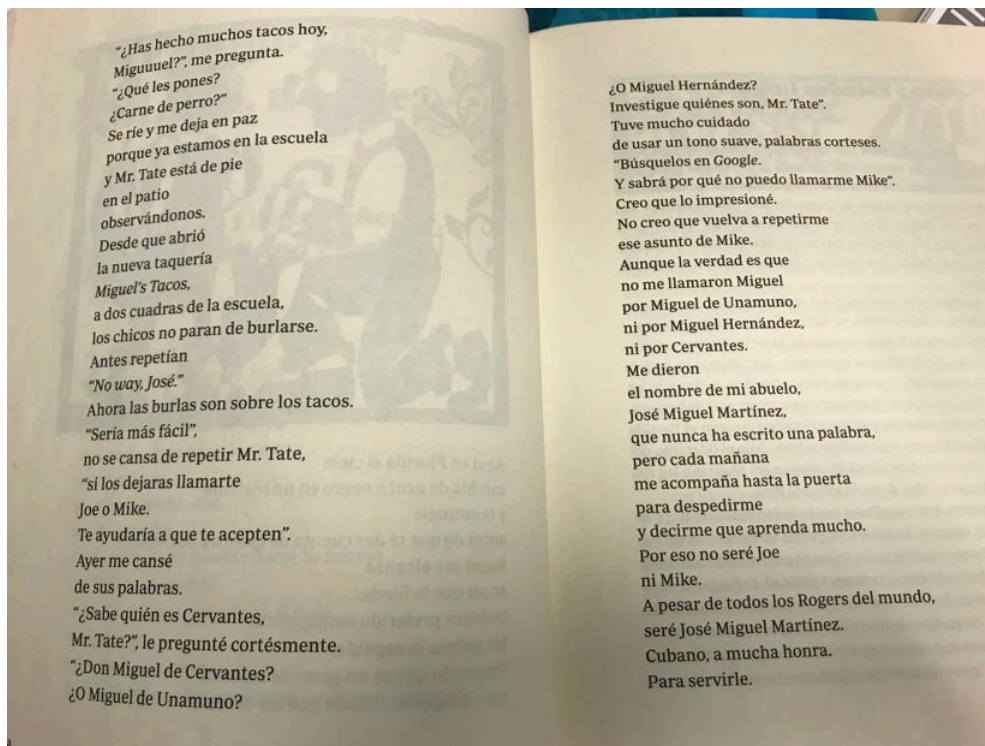 “¿Has hecho muchos tacos hoy,
Miguuuel?”, me pregunta.
“¿Qué les pones?
¿Carne de perro?”
Se ríe y me deja en paz
porque ya estamos en la escuela
y Mr. Tate está de pie
en el patio
observándonos.
Desde que abrió
la nueva taquería
Miguel’s Tacos,
a dos cuadras de la escuela,
los chicos no paran de burlarse.
Antes repetían
“No way, José.”
Ahora las burlas son sobre los tacos.
“Sería más fácil”,
no se cansa de repetir Mr. Tate,
“si los dejaras llamarte
Joe o Mike.
Te ayudaría a que te acepten”.
Ayer me cansé
de sus palabras.
“¿Sabe quién es Cervantes,
Mr. Tate?”, le pregunté cortésmente.
“¿Don Miguel de Cervantes?
¿O Miguel de Unamuno?
¿O Miguel Hernández?
Investigue quiénes son, Mr. Tate”.
Tuve mucho cuidado
de usar un tono suave, palabras corteses.
“Búsquelos en Google.
Y sabrá por qué no puedo llamarme Mike”.
Creo que lo impresioné.
No creo que vuelva a repetirme
ese asunto de Mike.
Aunque la verdad es que
no me llamaron Miguel
por Miguel de Unamuno,
ni por Miguel Hernández,
ni por Cervantes.
Me dieron
el nombre de mi abuelo,
José Miguel Martínez,
que nunca ha escrito una palabra,
pero cada mañana
me acompaña hasta la puerta
para despedirme
y decirme que aprenda mucho.
Por eso no seré Joe
ni Mike.
A pesar de todos los Rogers del mundo,
seré José Miguel Martínez.
Cubano, a mucha honra.
Para servirle.